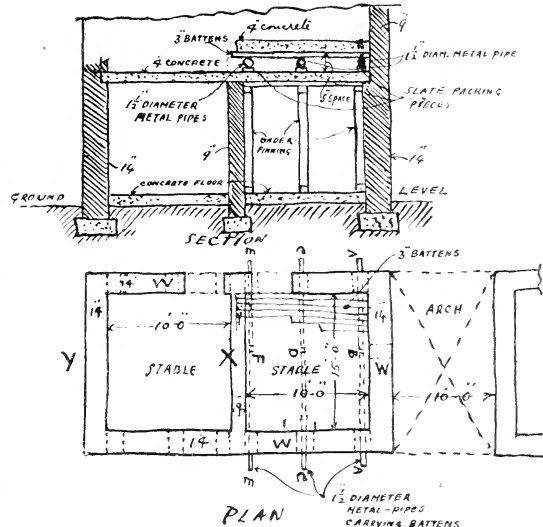 4" CONCRETE
9"
3" BATTENS
4" CONCRETE
1½" DIAM. METAL PIPE
5" SPACE
1½" DIAMETER
METAL PIPES
SLATE PACKING
PIECES
UNDER-
PINNING
14"
9"
14"
CONCRETE FLOOR
GROUND
LEVEL
SECTION
E
C
A
3" BATTENS
14"
W
14"
10'-0"
14"
ARCH
Y
STABLE
X
F
D
STABLE
15'-0"
B
W
10-0"
10'-0"
9"
14
W
E
C
A
1½" DIAMETER
METAL-PIPES
CARRYING BATTENS
PLAN